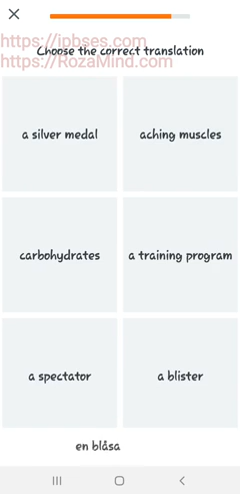 https://ipbses.com
Choose the correct translation
https://RozaMind.com
a silver medal
aching muscles
carbohydrates
a training program
a spectator
a blister
en blåsa